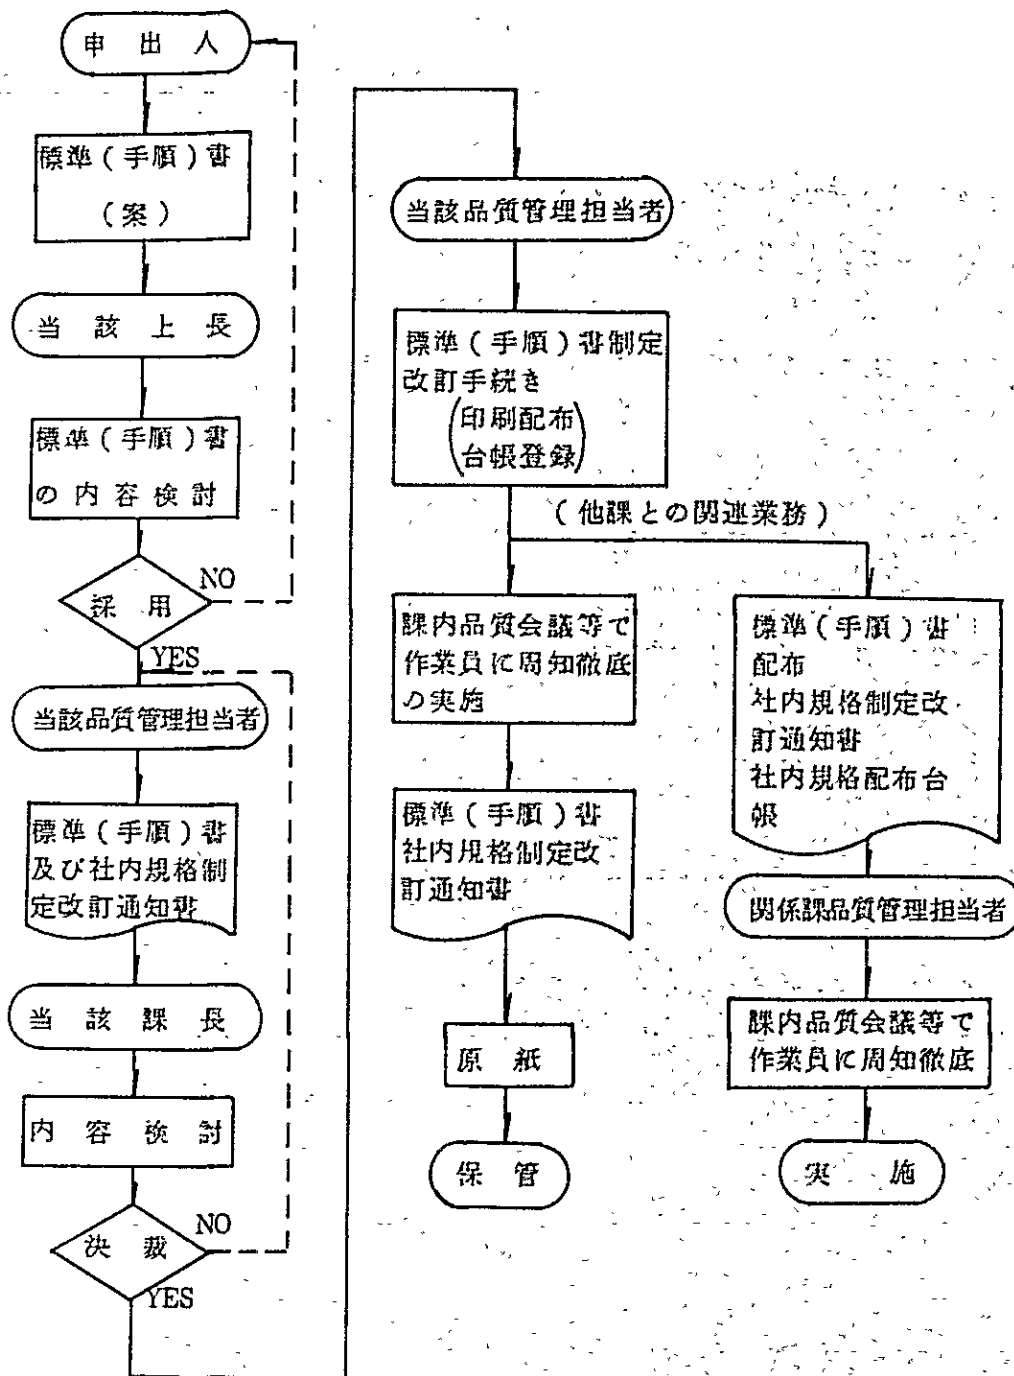 申出人
標準(手順)書
(案)
当該上長
標準(手順)書
の内容検討
採用
NO
YES
当該品質管理担当者
標準(手順)書
及び社内規格制
定改訂通知書
当該課長
内容検討
決裁
NO
YES
当該品質管理担当者
標準(手順)書制定
改訂手続き
(印刷配布
台帳登録)
(他課との関連業務)
課内品質会議等で
作業員に周知徹底
の実施
標準(手順)書
社内規格制定改
訂通知書
原紙
保管
標準(手順)書
配布
社内規格制定改
訂通知書
社内規格配布台
帳
関係課品質管理担当者
課内品質会議等で
作業員に周知徹底
実施